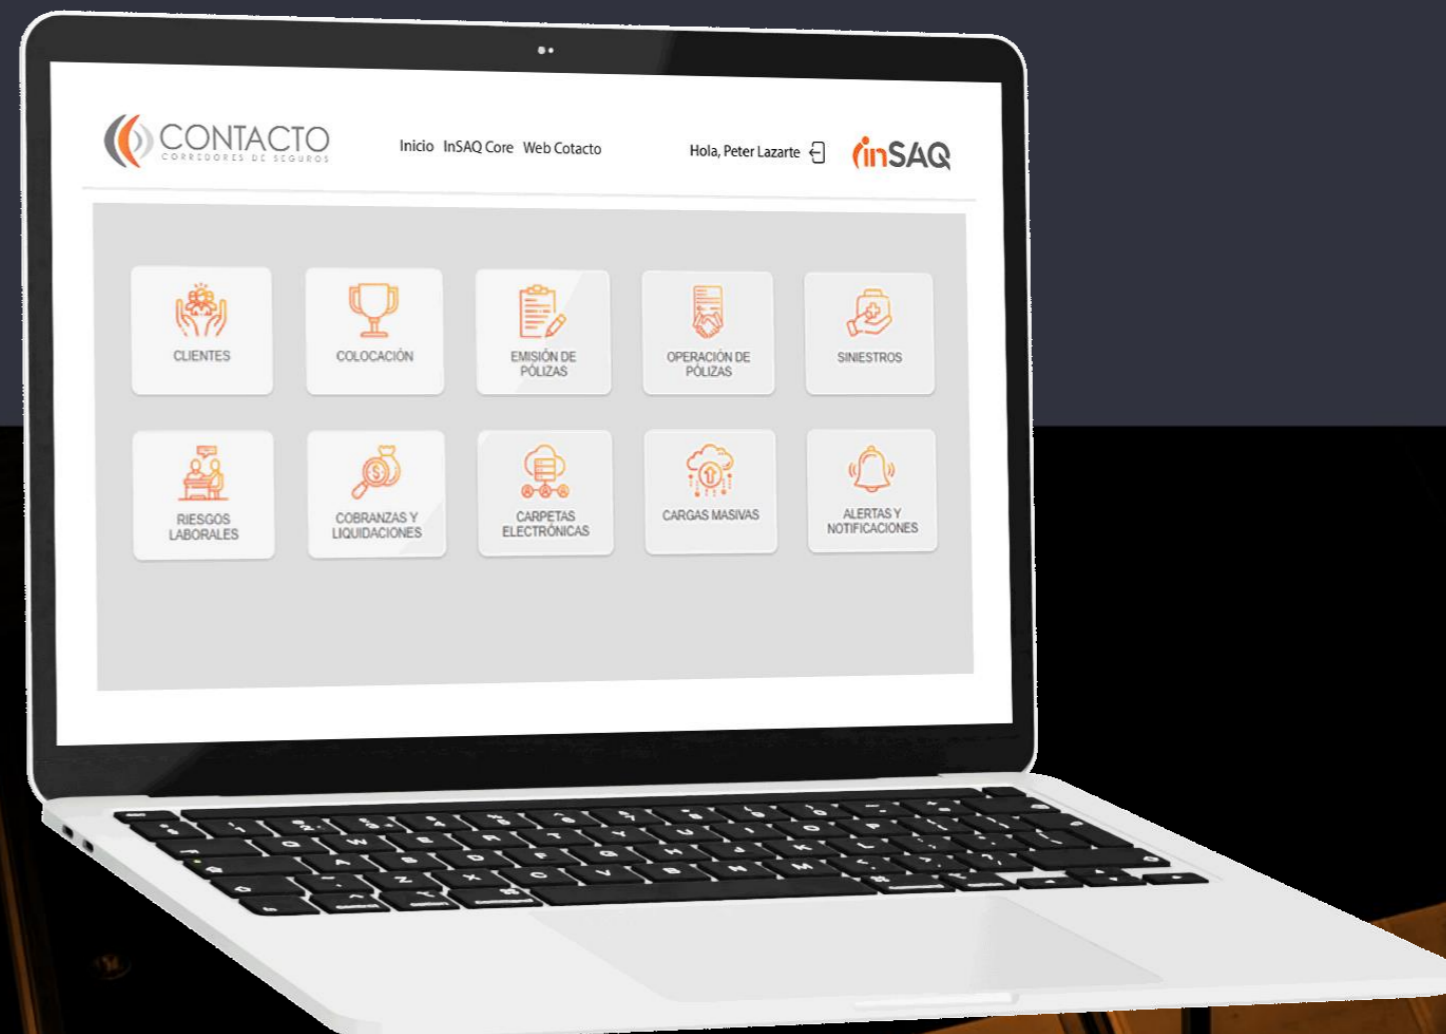 CONTACTO
CORREDORES DE SEGUROS
Inicio InSAQ Core Web Cotacto
Hola, Peter Lazarte
inSAQ
CLIENTES
COLOCACIÓN
EMISIÓN DE
PÓLIZAS
OPERACIÓN DE
PÓLIZAS
SINIESTROS
RIESGOS
LABORALES
COBRANZAS Y
LIQUIDACIONES
CARPETAS
ELECTRÓNICAS
CARGAS MASIVAS
ALERTAS Y
NOTIFICACIONES